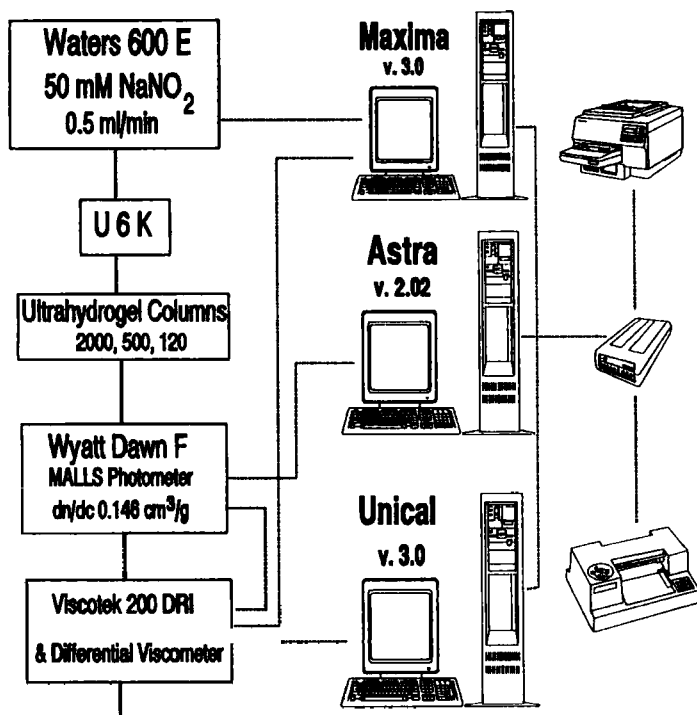 Waters 600 E
50 mM NaNO2
0.5 ml/min
U 6 K
Ultrahydrogel Columns
2000, 500, 120
Wyatt Dawn F
MALLS Photometer
dn/dc 0.146 cm³/g
Viscotek 200 DRI
& Differential Viscometer
Maxima
v. 3.0
Astra
v. 2.02
Unical
v. 3.0